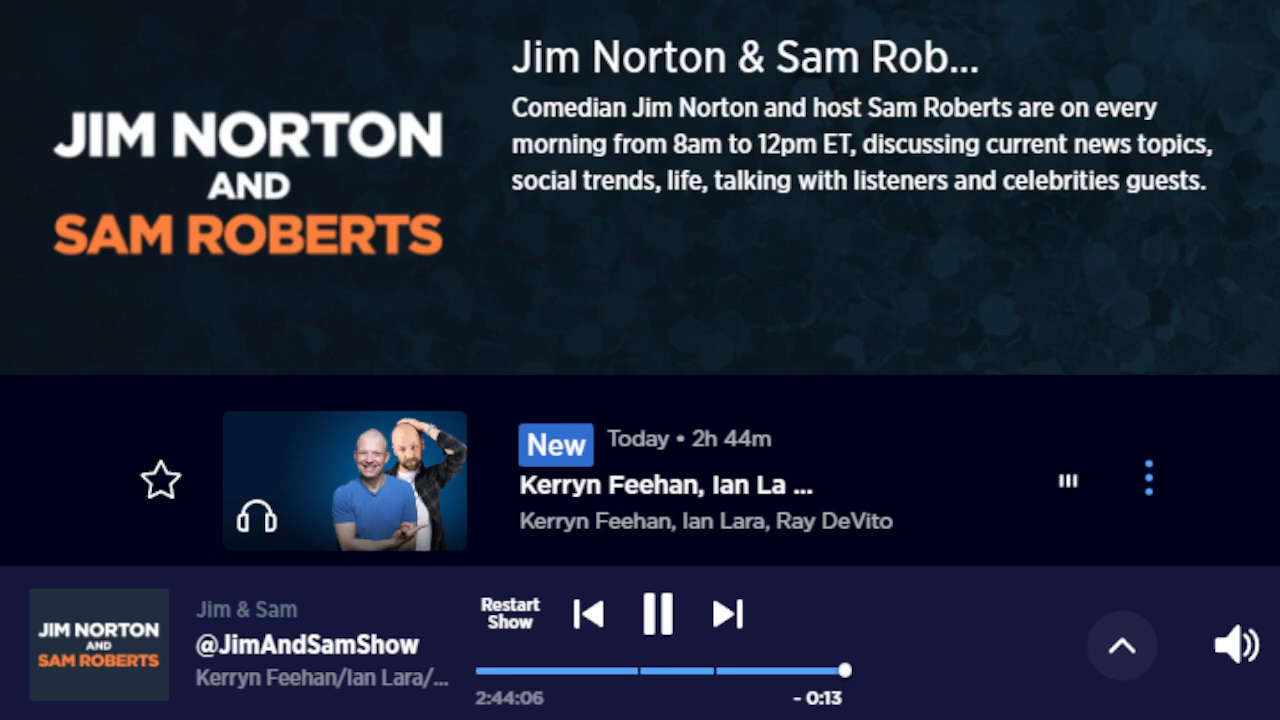 Jim Norton & Sam Rob...
Comedian Jim Norton and host Sam Roberts are on every
morning from 8am to 12pm ET, discussing current news topics,
social trends, life, talking with listeners and celebrities guests.
JIM NORTON
AND
SAM ROBERTS
New Today • 2h 44m
Kerryn Feehan, Ian La ...
Kerryn Feehan, Ian Lara, Ray DeVito
JIM NORTON
AND
SAM ROBERTS
Jim & Sam
@JimAndSamShow
Kerryn Feehan/Ian Lara/...
Restart
Show
2:44:06
- 0:13